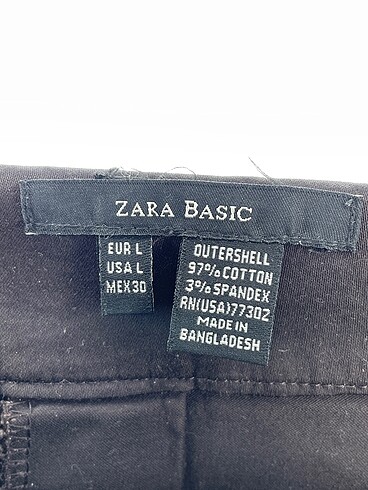 ZARA BASIC
EUR L
USA L
MEX 30
OUTERSHELL
97% COTTON
3% SPANDEX
RN(USA)77302
MADE IN
BANGLADESH